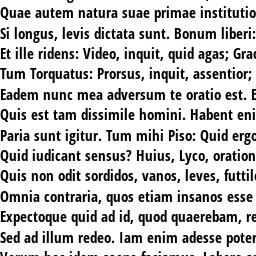 Quae autem natura suae primae institutio
Si longus, levis dictata sunt. Bonum liberi:
Et ille ridens: Video, inquit, quid agas; Grae
Tum Torquatus: Prorsus, inquit, assentior;
Eadem nunc mea adversum te oratio est. E
Quis est tam dissimile homini. Habent eni
Paria sunt igitur. Tum mihi Piso: Quid ergo
Quid iudicant sensus? Huius, Lyco, oration
Quis non odit sordidos, vanos, leves, futtile
Omnia contraria, quos etiam insanos esse
Expectoque quid ad id, quod quaerebam, re
Sed ad illum redeo. Iam enim adesse poter